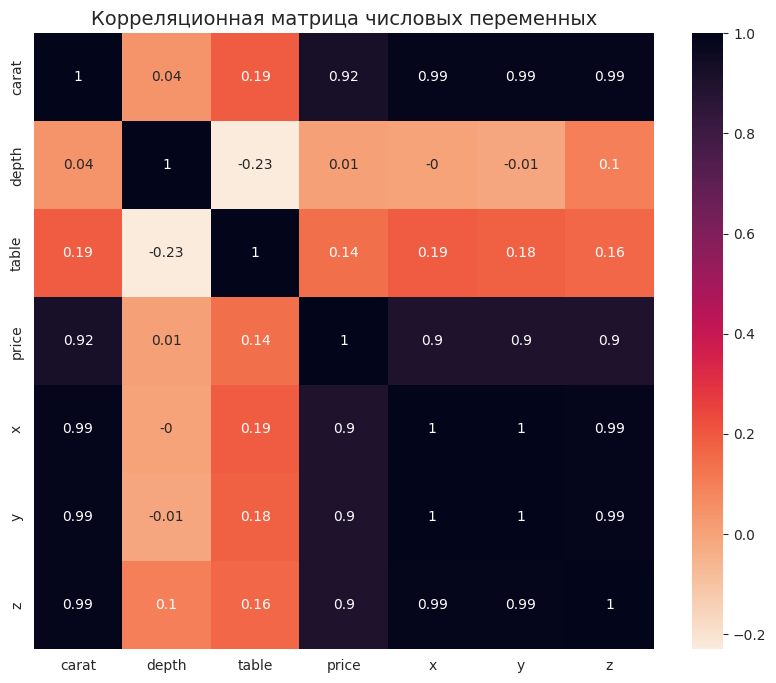 Корреляционная матрица числовых переменных
carat 1 0.04 0.19 0.92 0.99 0.99 0.99
depth 0.04 1 -0.23 0.01 -0 -0.01 0.1
table 0.19 -0.23 1 0.14 0.19 0.18 0.16
price 0.92 0.01 0.14 1 0.9 0.9 0.9
x 0.99 -0 0.19 0.9 1 1 0.99
y 0.99 -0.01 0.18 0.9 1 1 0.99
z 0.99 0.1 0.16 0.9 0.99 0.99 1
carat depth table price x y z
1.0
0.8
0.6
0.4
0.2
0.0
−0.2